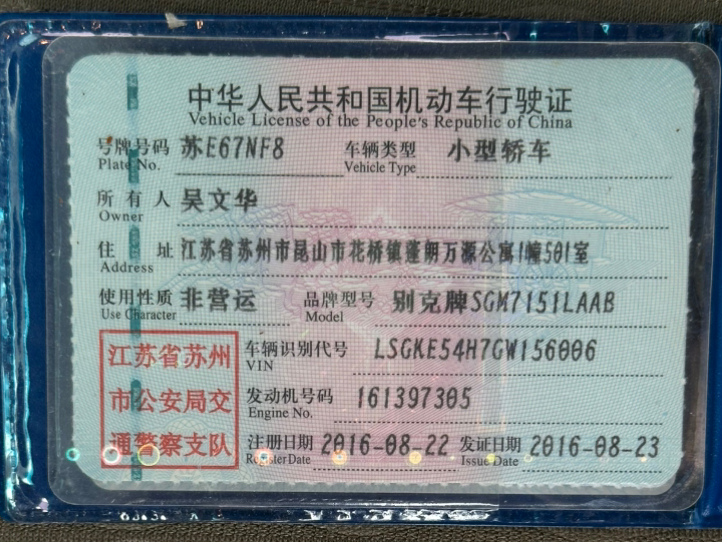 中华人民共和国机动车行驶证
Vehicle License of the People's Republic of China
号牌号码 苏E67NF8 车辆类型 小型轿车
Plate No. Vehicle Type
所有人 吴文华
Owner
住址 江苏省苏州市昆山市花桥镇蓬朗万源公寓1幢501室
Address
使用性质 非营运 品牌型号 别克牌SGM7151LAAB
Use Character Model
江苏省苏州 车辆识别代号 LSGKE54H7GW156006
VIN
市公安局交 发动机号码 161397305
Engine No.
通警察支队 注册日期 2016-08-22 发证日期 2016-08-23
Register Date Issue Date